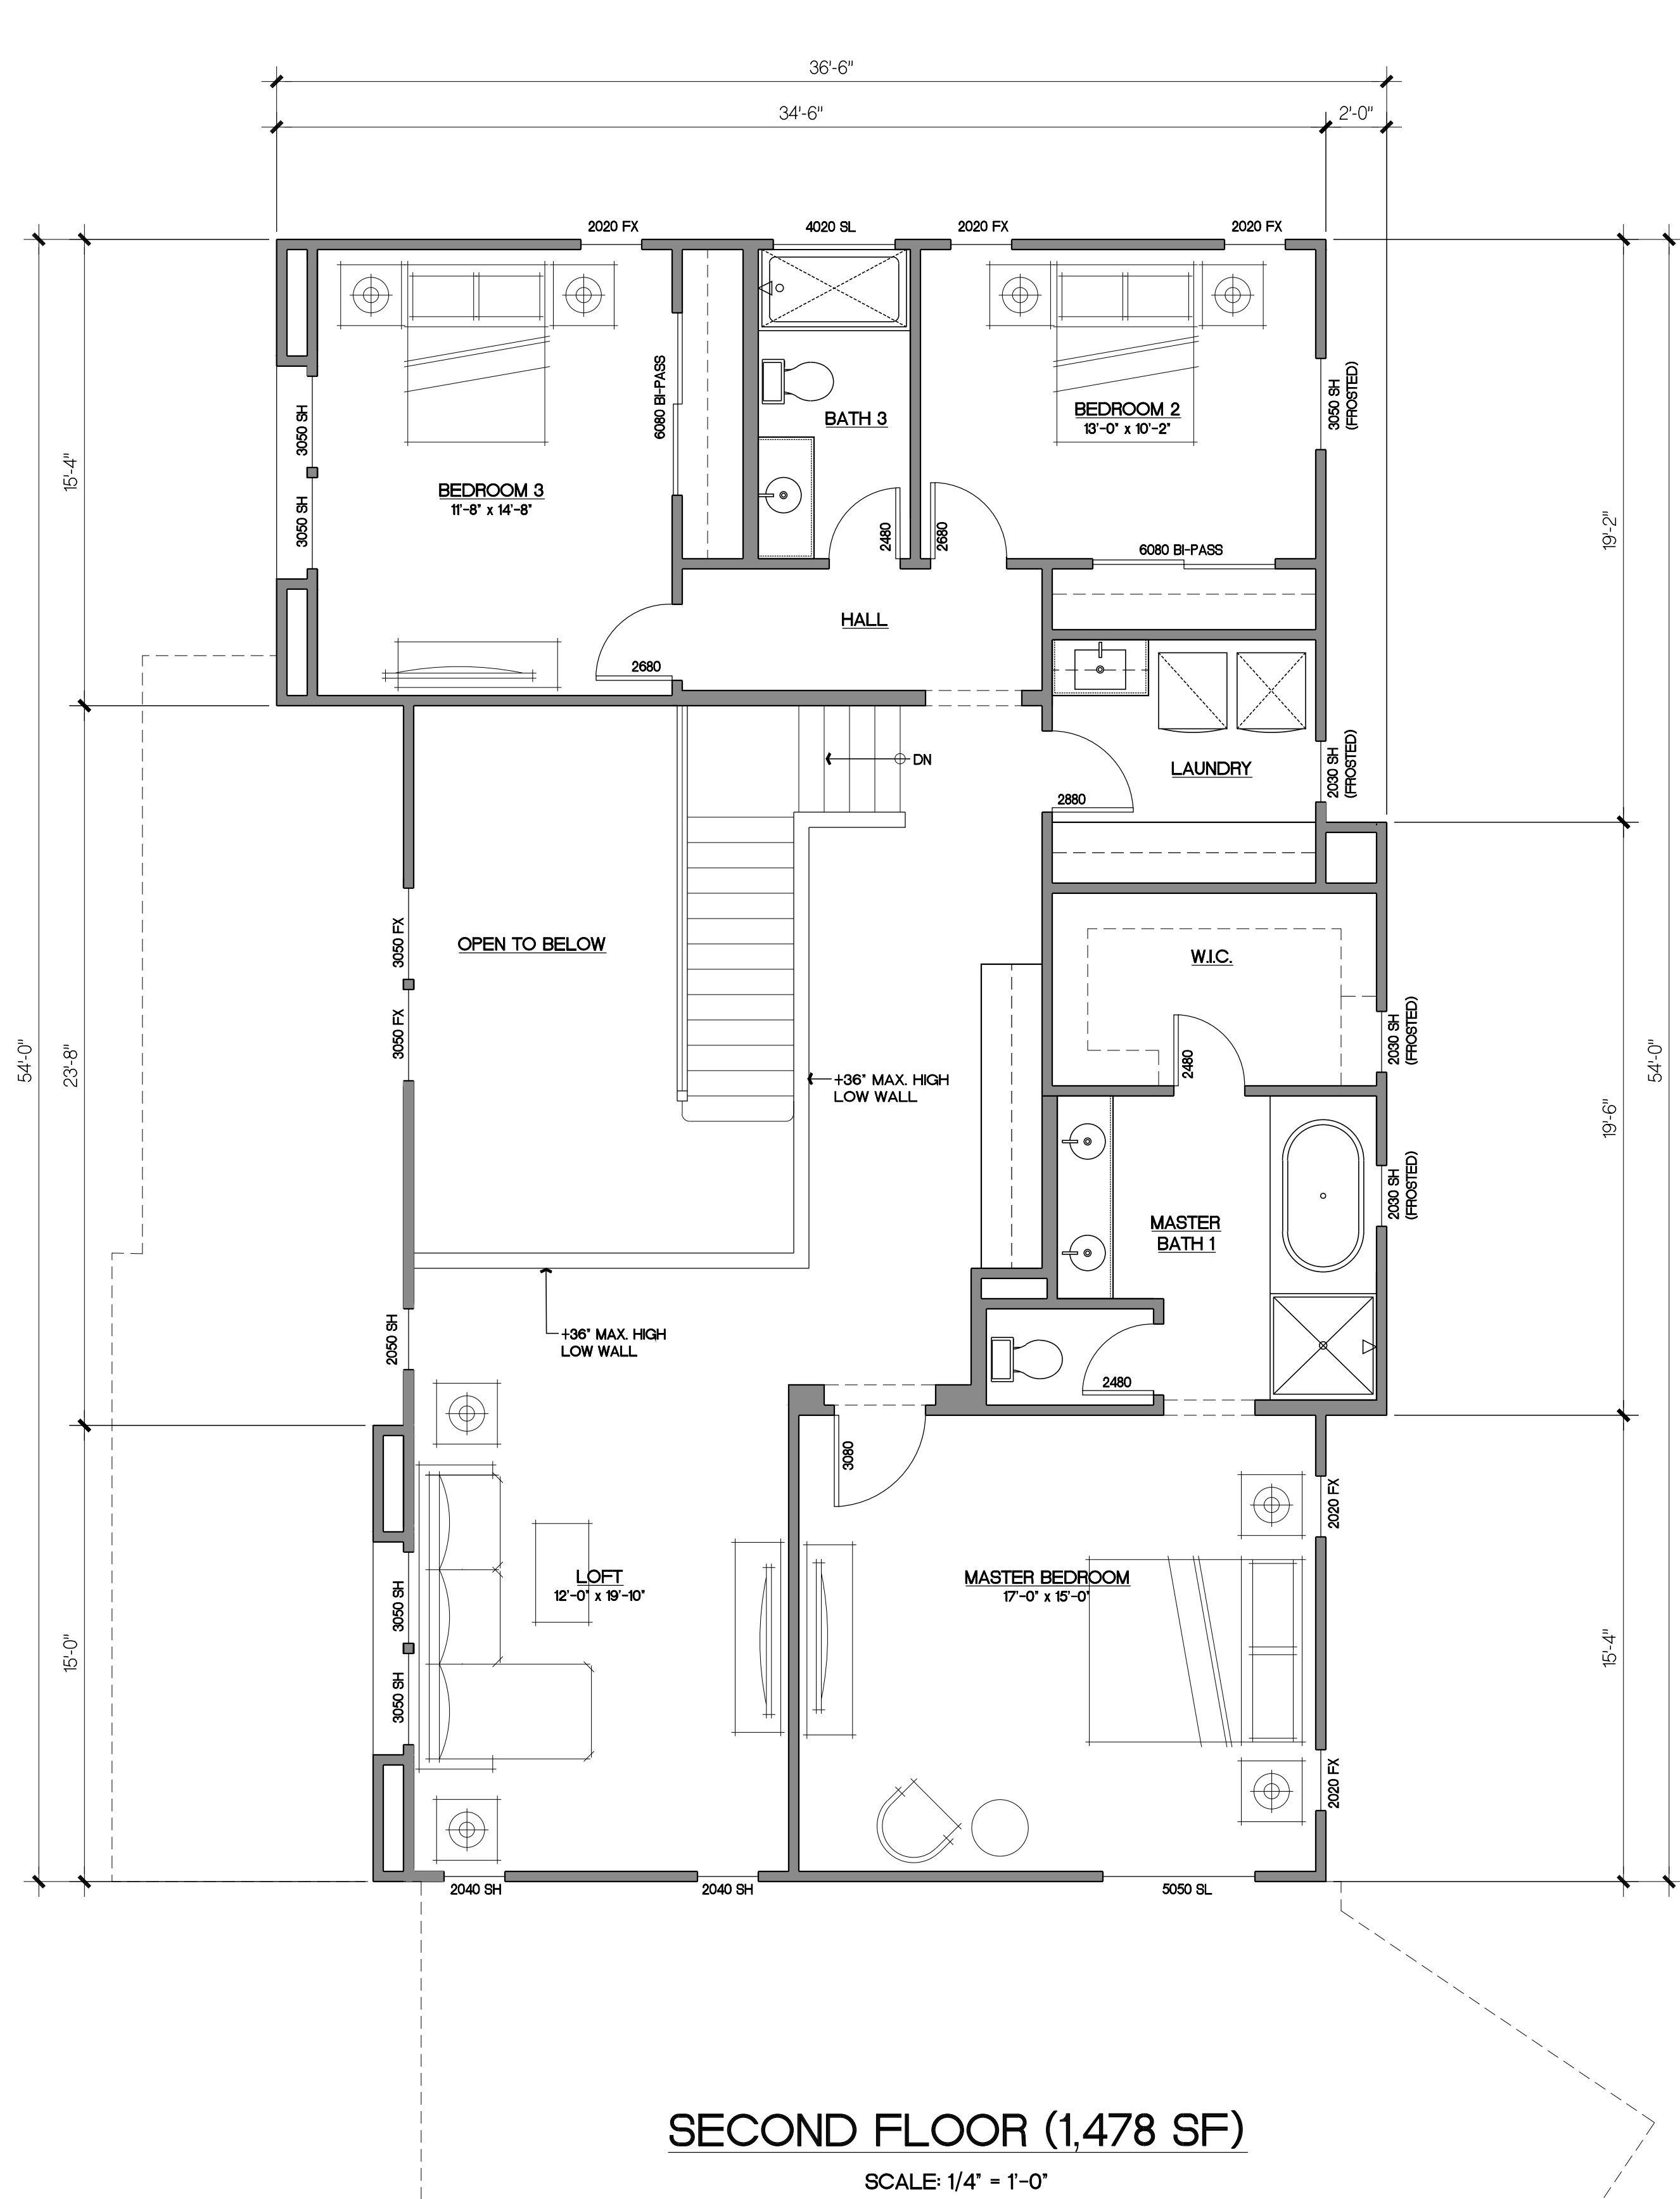 36'-6"
34'-6"
2'-0"
2020 FX
4020 SL
2020 FX
2020 FX
3050 SH
3050 SH
6080 BI-PASS
BATH 3
BEDROOM 2
13'-0" x 10'-2"
3050 SH
(FROSTED)
BEDROOM 3
11'-8" x 14'-8"
2480
2680
6080 BI-PASS
15'-4"
19'-2"
HALL
2680
DN
LAUNDRY
2030 SH
(FROSTED)
2880
OPEN TO BELOW
3050 FX
3050 FX
W.I.C.
2480
2030 SH
(FROSTED)
54'-0"
23'-8"
54'-0"
+36" MAX. HIGH
LOW WALL
19'-6"
2030 SH
(FROSTED)
MASTER
BATH 1
2050 SH
+36" MAX. HIGH
LOW WALL
2480
3080
2020 FX
LOFT
12'-0" x 19'-10"
MASTER BEDROOM
17'-0" x 15'-0"
3050 SH
3050 SH
15'-0"
15'-4"
2020 FX
2040 SH
2040 SH
5050 SL
SECOND FLOOR (1,478 SF)
SCALE: 1/4" = 1'-0"